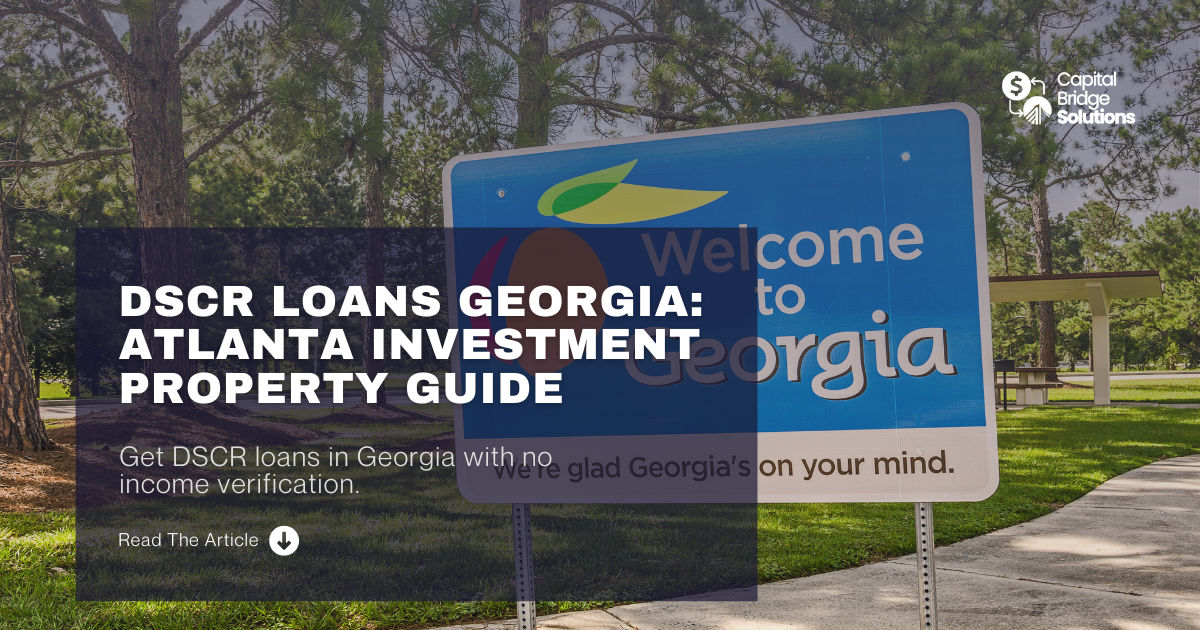 Capital
Bridge
Solutions
Welcome
to
Georgia
We're glad Georgia's on your mind.
DSCR LOANS GEORGIA:
ATLANTA INVESTMENT
PROPERTY GUIDE
Get DSCR loans in Georgia with no
income verification.
Read The Article